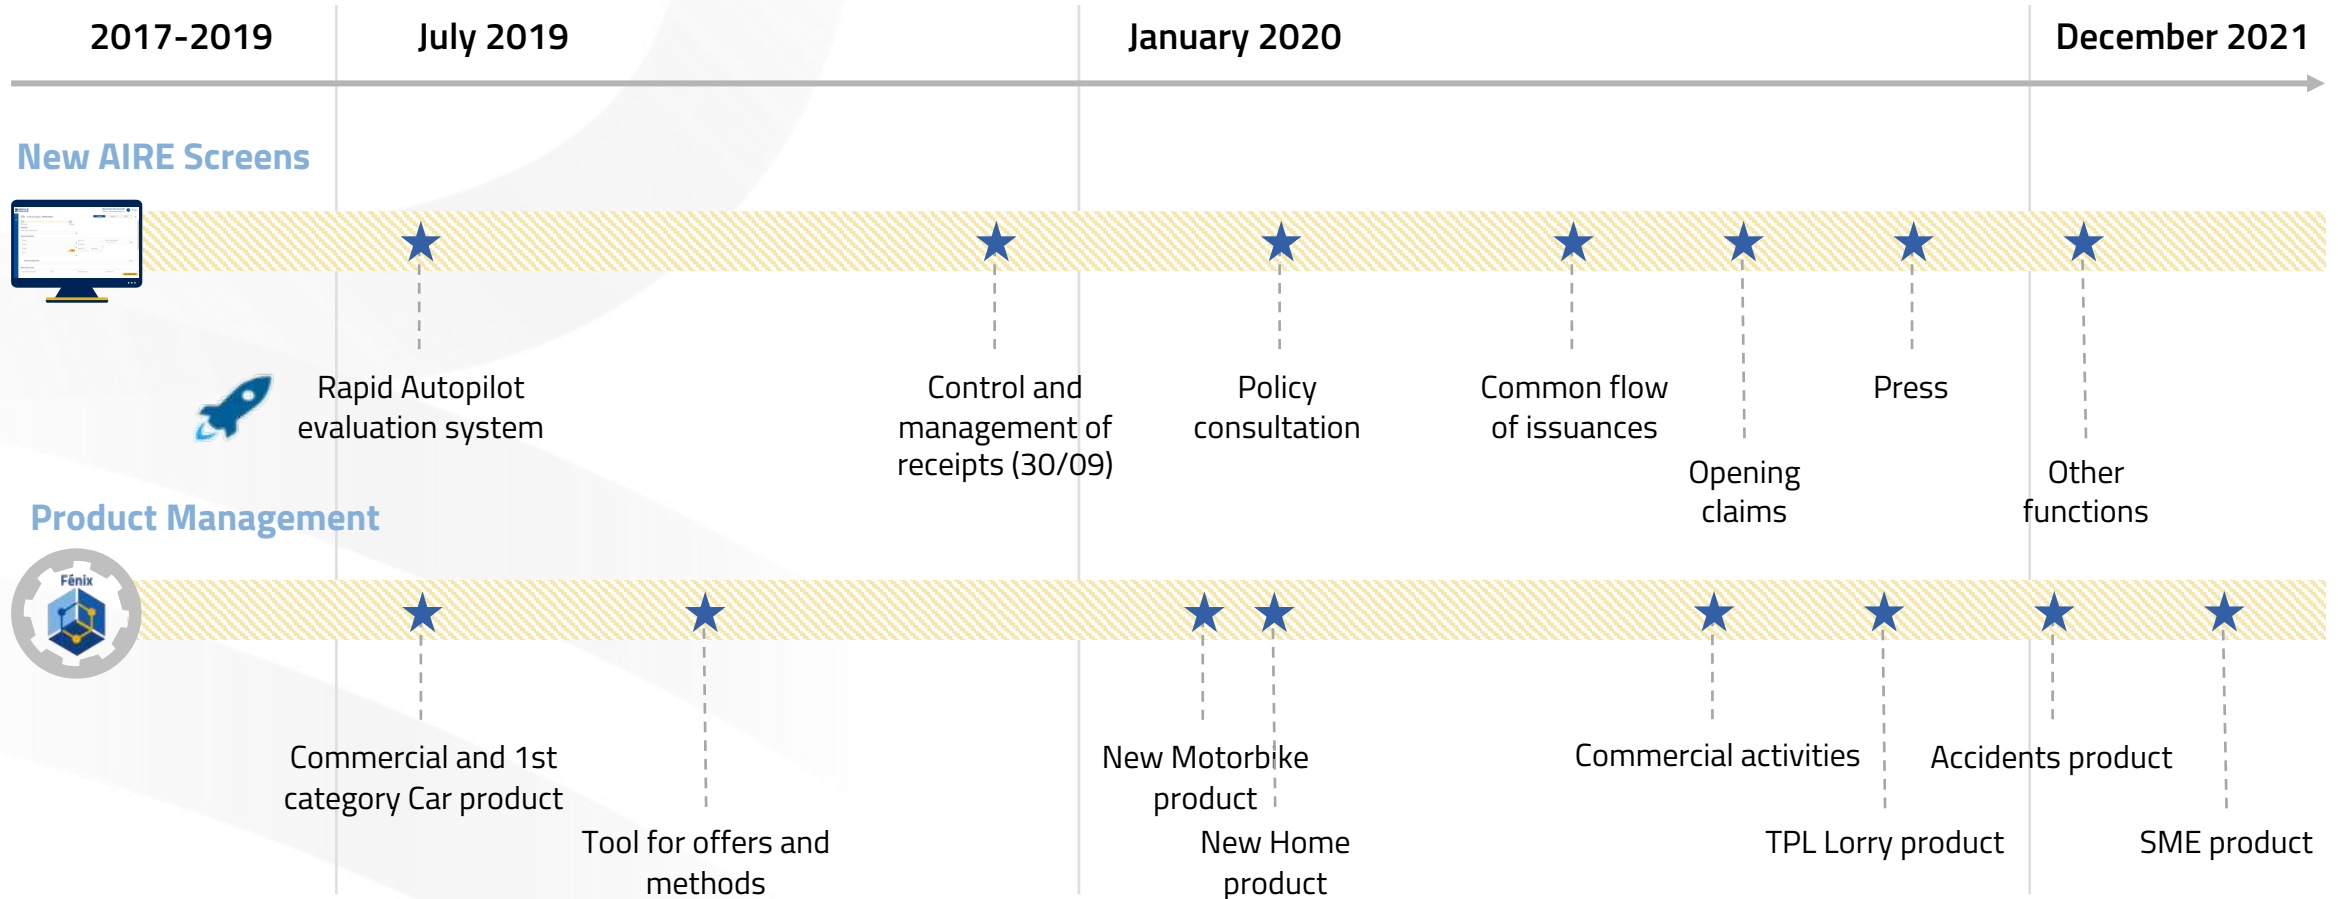 2017-2019
July 2019
January 2020
December 2021
New AIRE Screens
Rapid Autopilot
evaluation system
Control and
management of
receipts (30/09)
Policy
consultation
Common flow
of issuances
Opening
claims
Press
Other
functions
Product Management
Fénix
Commercial and 1st
category Car product
Tool for offers and
methods
New Motorbike
product
New Home
product
Commercial activities
TPL Lorry product
Accidents product
SME product